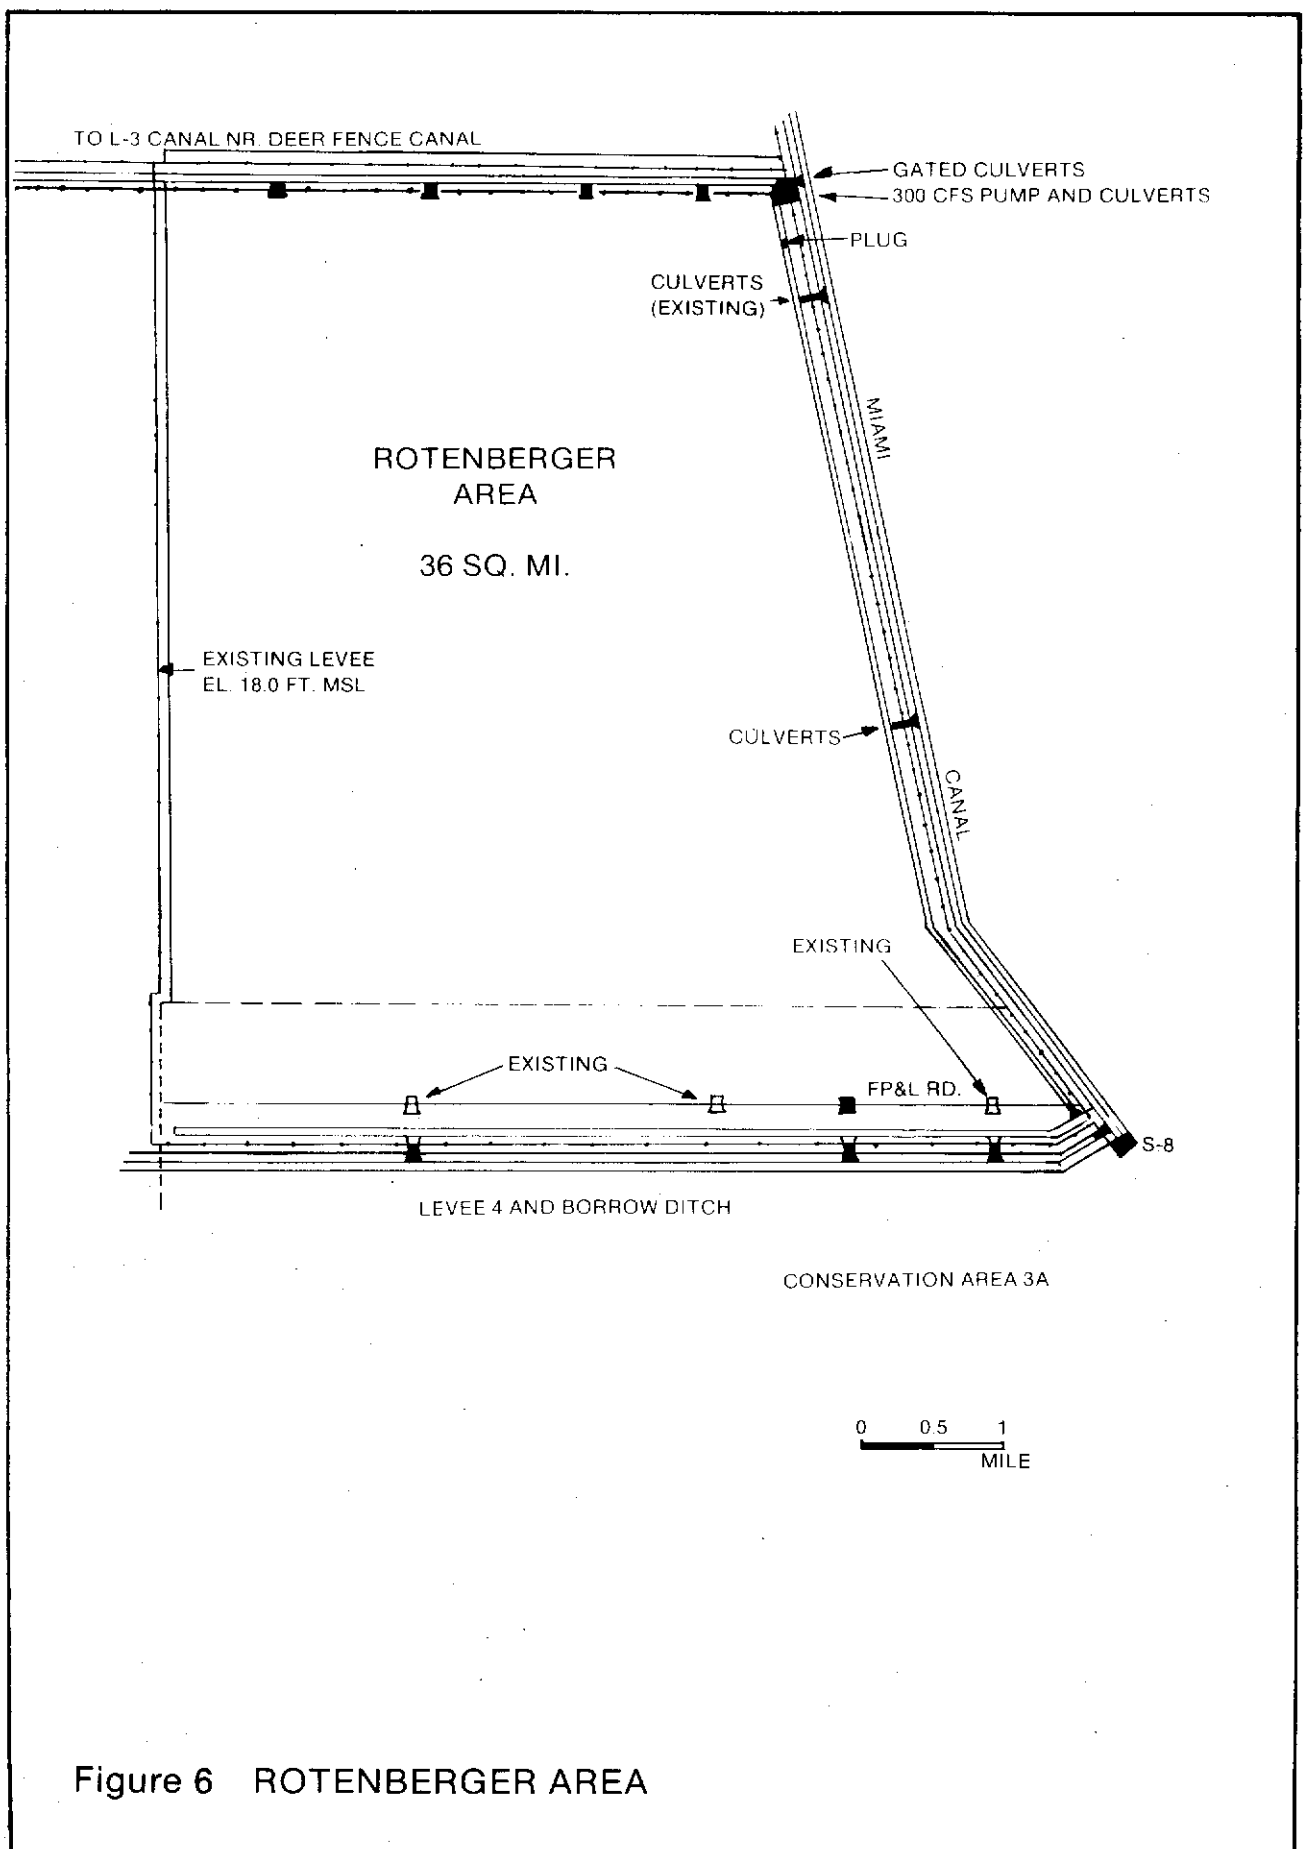 TO L-3 CANAL NR. DEER FENCE CANAL
GATED CULVERTS
300 CFS PUMP AND CULVERTS
PLUG
CULVERTS
(EXISTING)
MIAMI
ROTENBERGER
AREA
36 SQ. MI.
EXISTING LEVEE
EL. 18.0 FT. MSL
CULVERTS
CANAL
EXISTING
EXISTING
FP&L RD.
S-8
LEVEE 4 AND BORROW DITCH
CONSERVATION AREA 3A
0 0.5 1
MILE
Figure 6 ROTENBERGER AREA